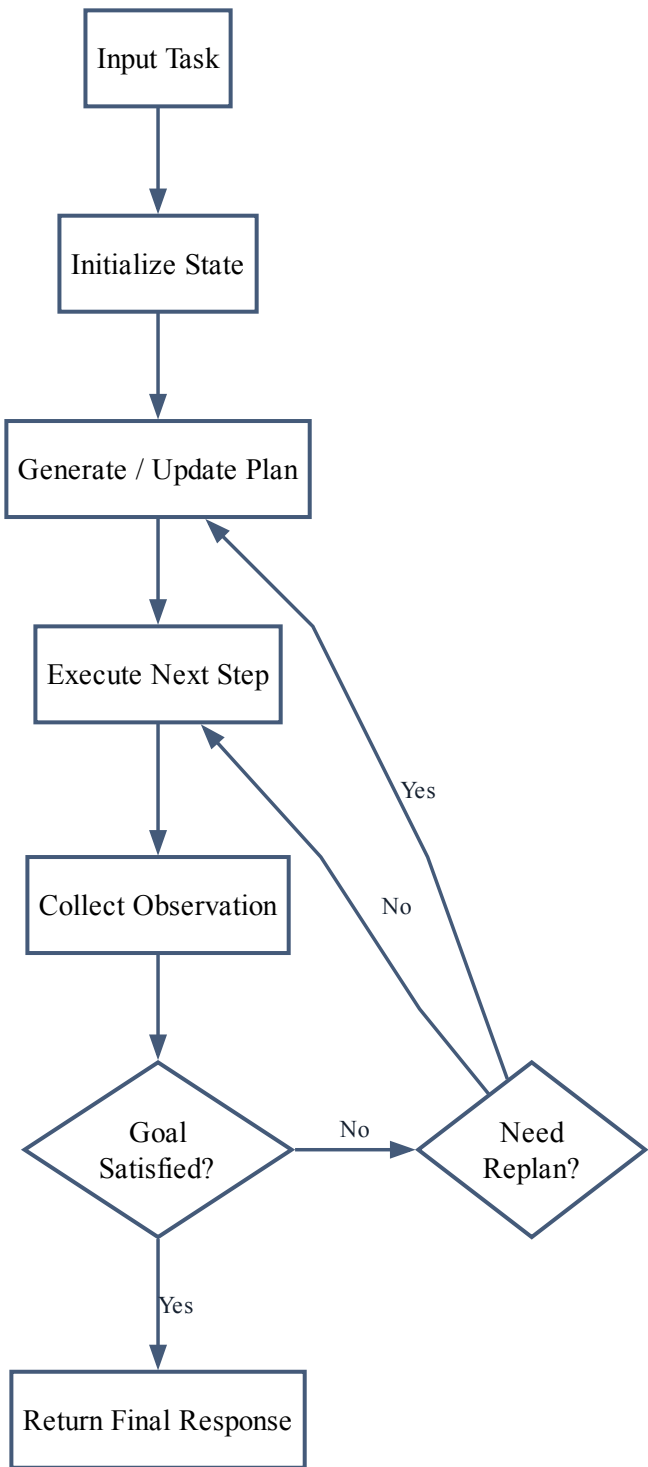 Input Task
Initialize State
Generate / Update Plan
Execute Next Step
Yes
No
Collect Observation
Goal
Satisfied?
No
Need
Replan?
Yes
Return Final Response